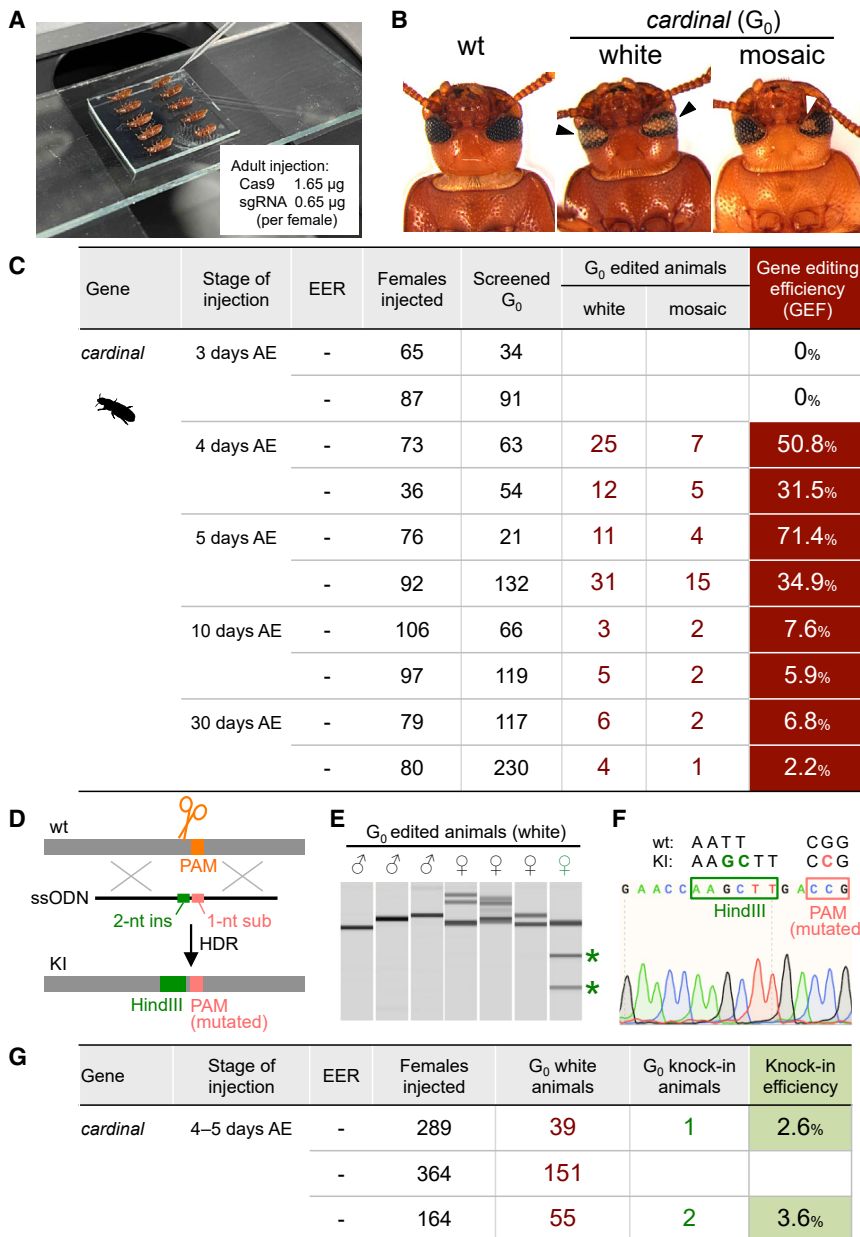 A
Adult injection:
Cas9 1.65 µg
sgRNA 0.65 µg
(per female)
B
cardinal (G0)
wt white mosaic
C
Gene Stage of injection EER Females injected Screened G0 G0 edited animals Gene editing efficiency (GEF)
white mosaic
cardinal 3 days AE - 65 34 0%
- 87 91 0%
4 days AE - 73 63 25 7 50.8%
- 36 54 12 5 31.5%
5 days AE - 76 21 11 4 71.4%
- 92 132 31 15 34.9%
10 days AE - 106 66 3 2 7.6%
- 97 119 5 2 5.9%
30 days AE - 79 117 6 2 6.8%
- 80 230 4 1 2.2%
D
wt
PAM
ssODN
2-nt ins 1-nt sub
HDR
KI
HindIII PAM
(mutated)
E
G0 edited animals (white)
♂ ♂ ♂ ♀ ♀ ♀ ♀
*
*
F
wt: AATT CGG
KI: AAGCTT CCG
GAACCAAGCTTGACCG
HindIII PAM
(mutated)
G
Gene Stage of injection EER Females injected G0 white animals G0 knock-in animals Knock-in efficiency
cardinal 4–5 days AE - 289 39 1 2.6%
- 364 151
- 164 55 2 3.6%